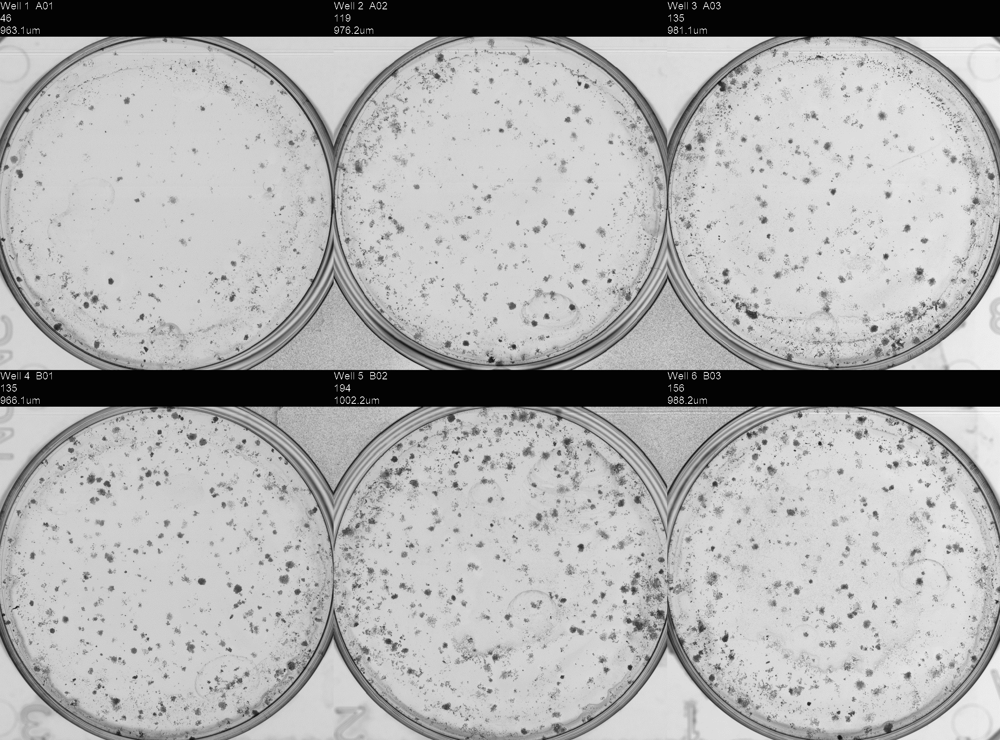 Well 1 A01
46
963.1um
Well 2 A02
119
976.2um
Well 3 A03
135
981.1um
Well 4 B01
135
966.1um
Well 5 B02
194
1002.2um
Well 6 B03
156
988.2um